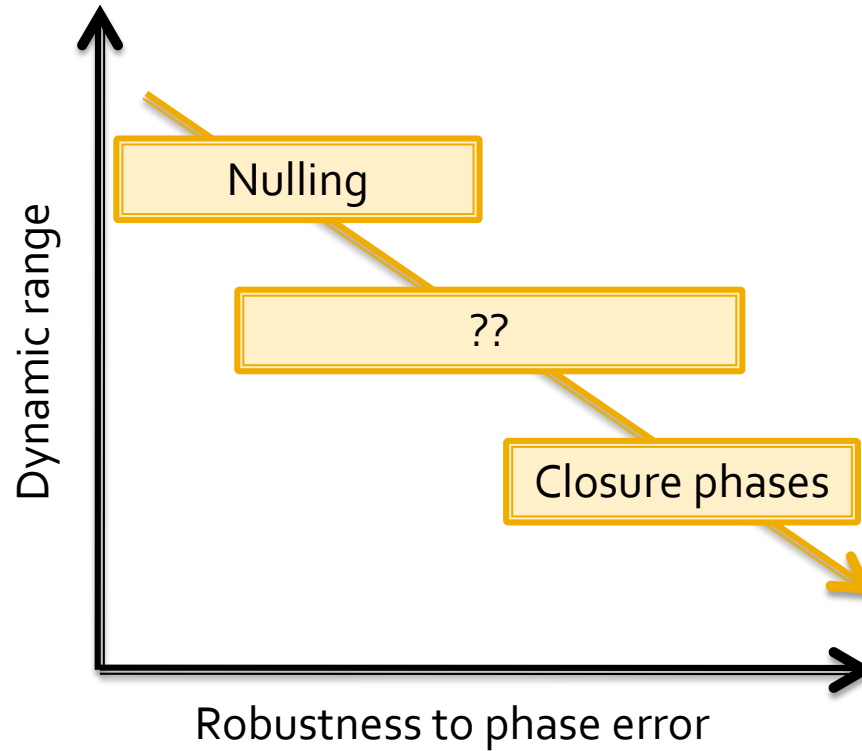 Dynamic range
Nulling
??
Closure phases
Robustness to phase error